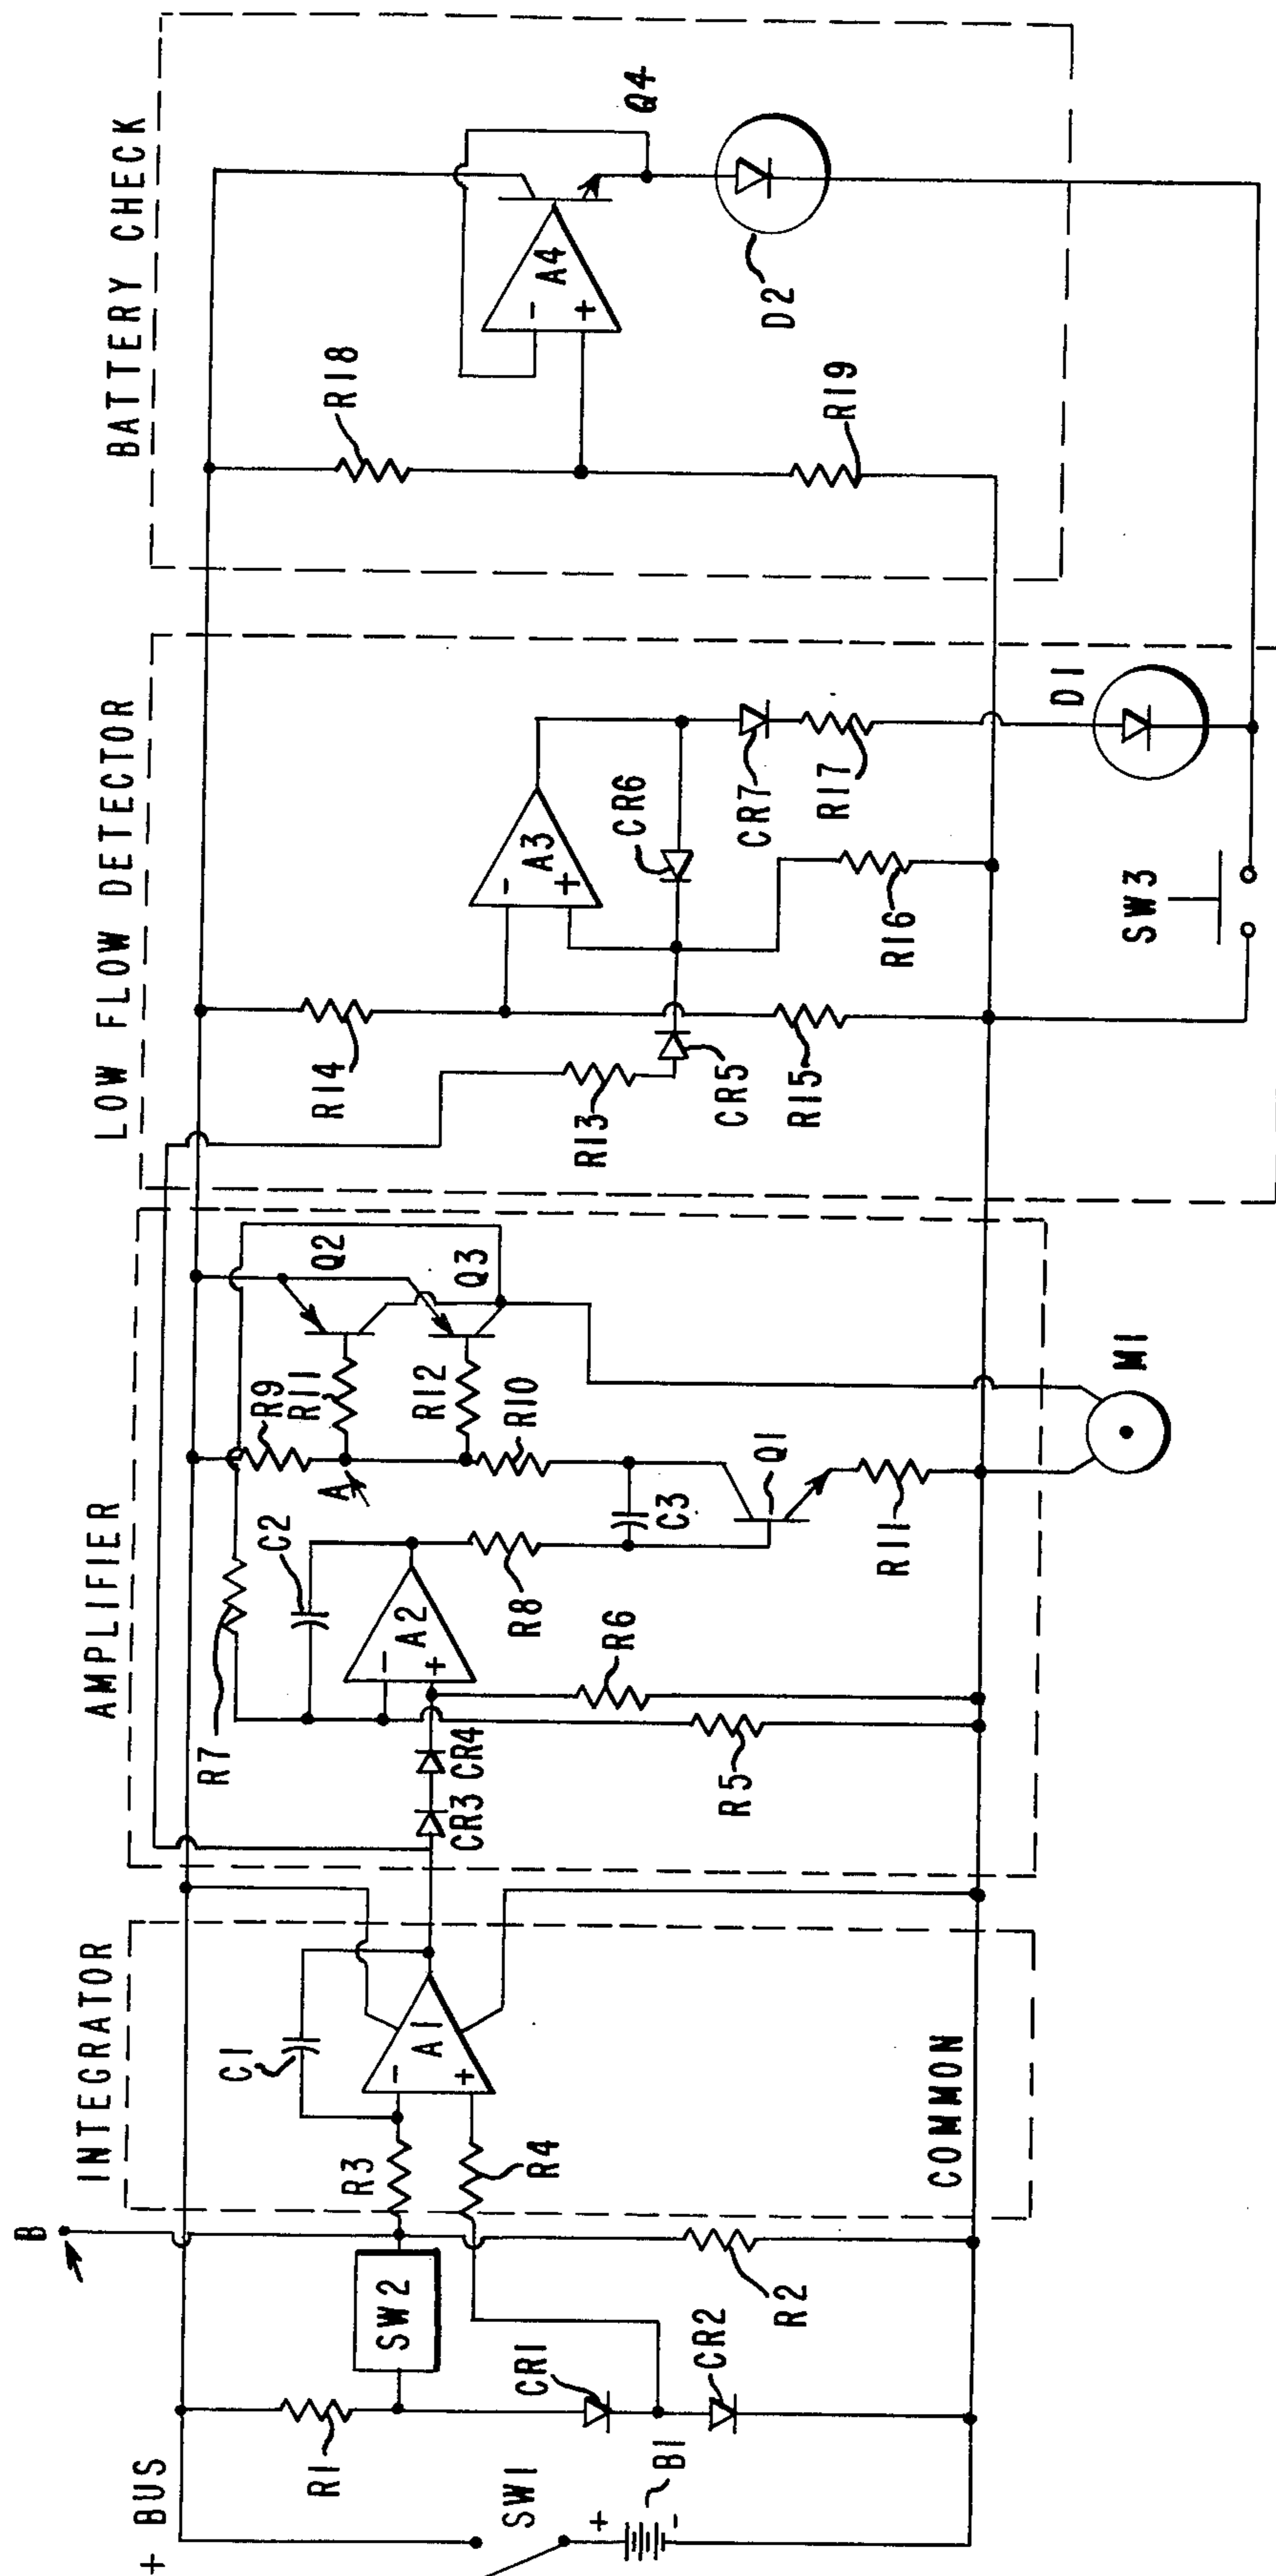 B
+ BUS
R1
SW1
+
-
B1
SW2
CR1
CR2
R2
INTEGRATOR
R3
R4
C1
-
+
A1
COMMON
AMPLIFIER
R7
C2
CR3
CR4
-
+
A2
R5
R6
R8
C3
A
R9
R11
R12
R10
Q1
R11
Q2
Q3
M1
LOW FLOW DETECTOR
R14
R13
CR5
R15
-
+
A3
CR6
CR7
R17
R16
D1
SW3
BATTERY CHECK
R18
R19
-
+
A4
Q4
D2